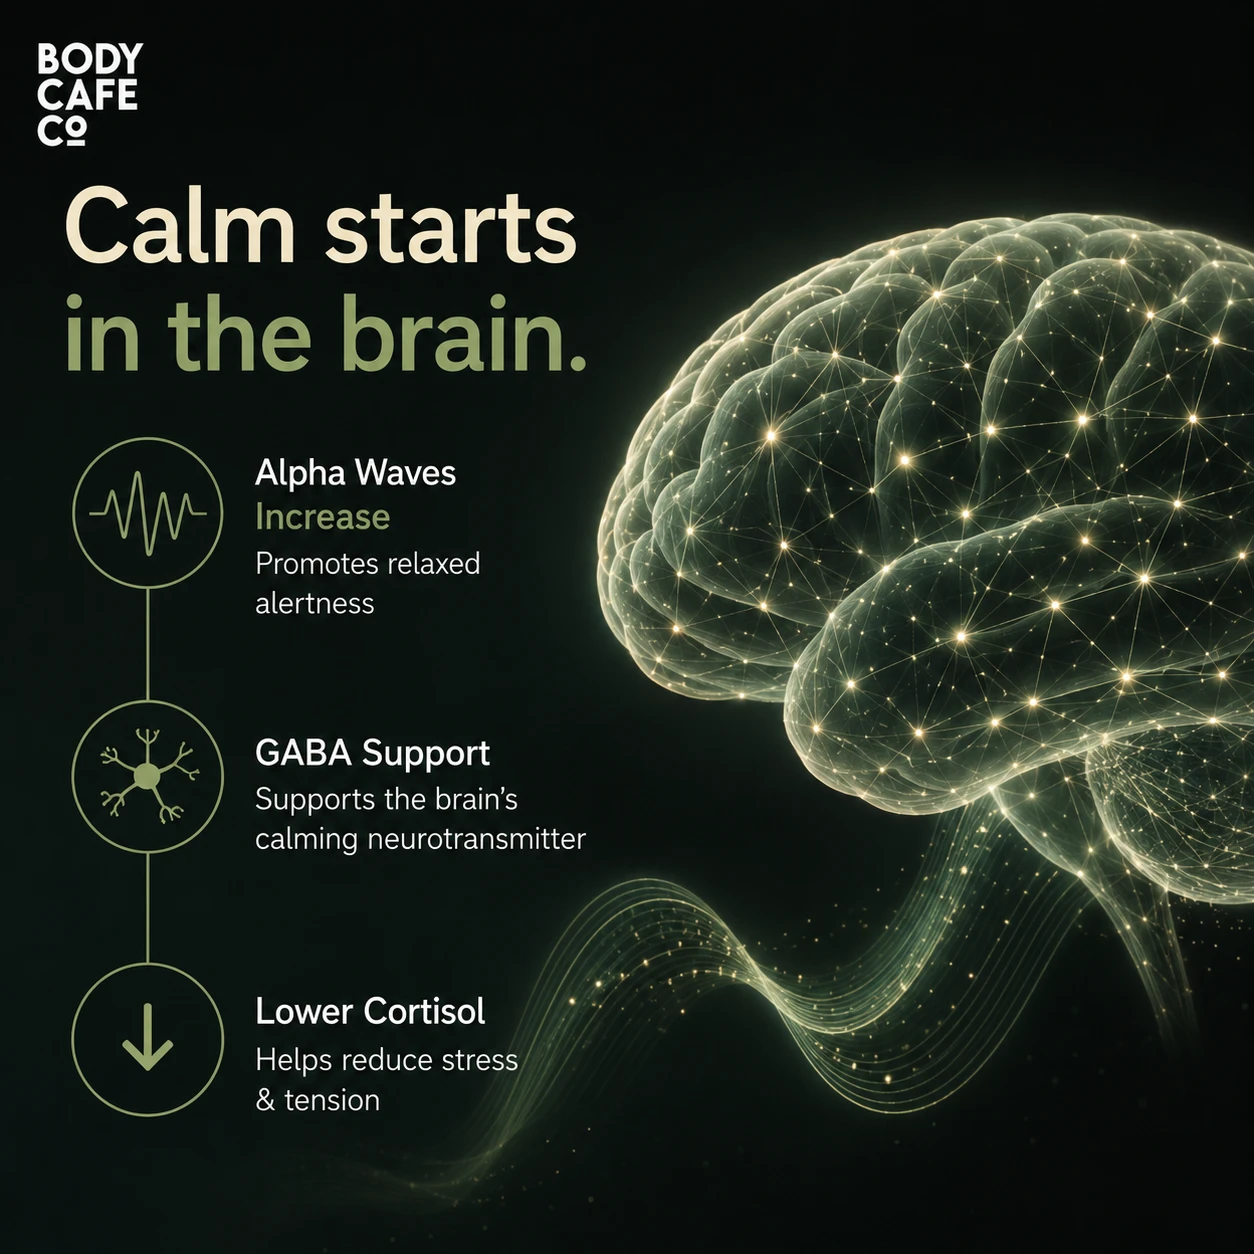 BODY
CAFE
Cº
Calm starts
in the brain.
Alpha Waves
Increase
Promotes relaxed
alertness
GABA Support
Supports the brain’s
calming neurotransmitter
Lower Cortisol
Helps reduce stress
& tension